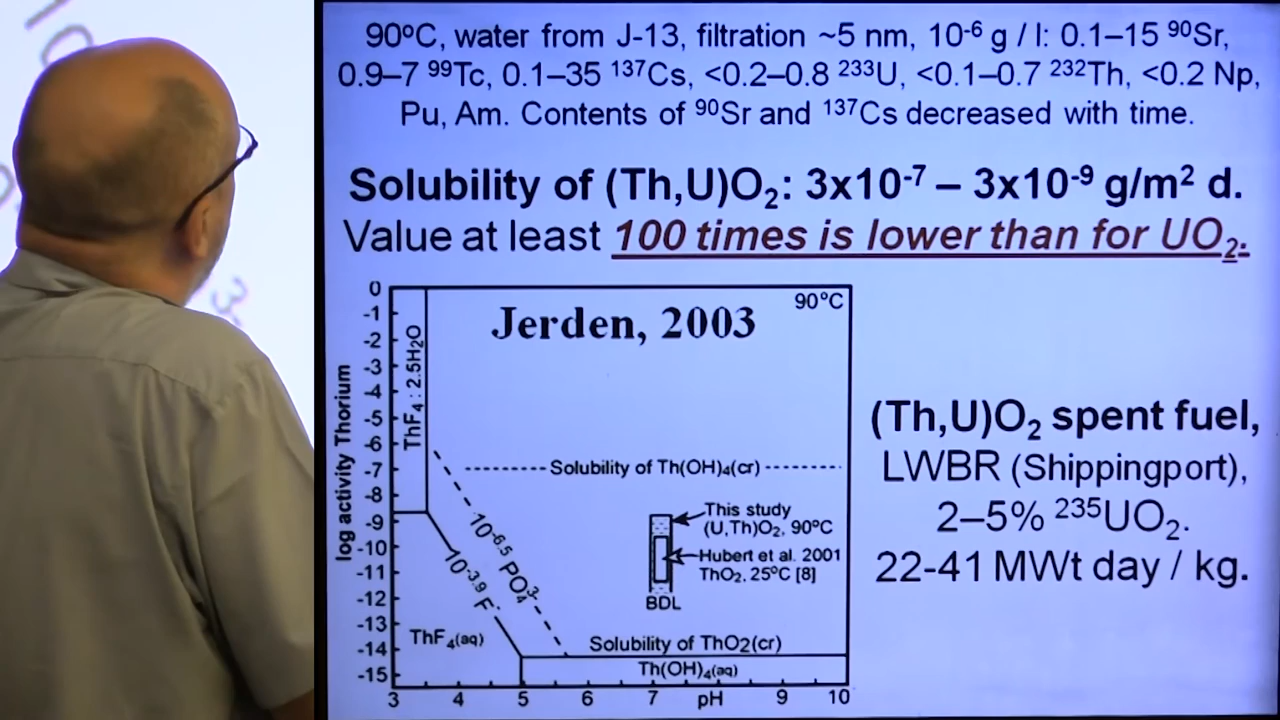 90ºC, water from J-13, filtration ~5 nm, 10⁻⁶ g / l: 0.1–15 ⁹⁰Sr,
0.9–7 ⁹⁹Tc, 0.1–35 ¹³⁷Cs, <0.2–0.8 ²³³U, <0.1–0.7 ²³²Th, <0.2 Np,
Pu, Am. Contents of ⁹⁰Sr and ¹³⁷Cs decreased with time.
Solubility of (Th,U)O₂: 3x10⁻⁷ – 3x10⁻⁹ g/m² d.
Value at least 100 times is lower than for UO₂.
Jerden, 2003
90°C
log activity Thorium
0
-1
-2
-3
-4
-5
-6
-7
-8
-9
-10
-11
-12
-13
-14
-15
ThF₄ : 2.5H₂O
Solubility of Th(OH)₄(cr)
10⁻⁶·⁵ PO₄³⁻
10⁻³·⁹ F⁻
This study
(U,Th)O₂, 90°C
Hubert et al. 2001
ThO₂, 25°C [8]
BDL
ThF₄(aq)
Solubility of ThO2(cr)
Th(OH)₄(aq)
3 4 5 6 7 pH 9 10
(Th,U)O₂ spent fuel,
LWBR (Shippingport),
2–5% ²³⁵UO₂.
22-41 MWt day / kg.